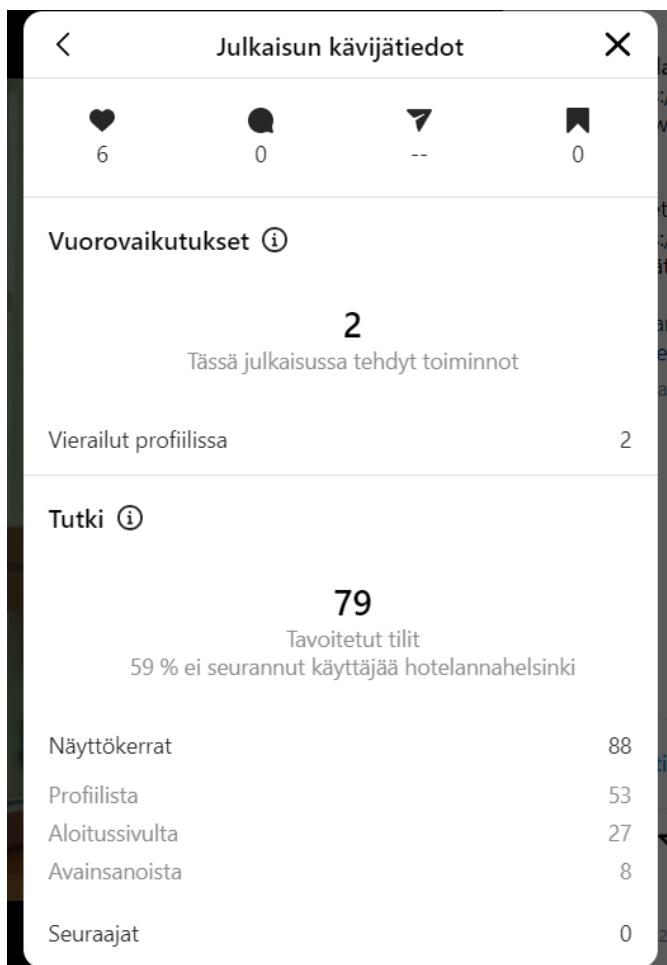 Julkaisun kävijätiedot
6 0 -- 0
Vuorovaikutukset
2
Tässä julkaisussa tehdyt toiminnot
Vierailut profiilissa 2
Tutki
79
Tavoitetut tilit
59 % ei seurannut käyttäjää hotelannahelsinki
Näyttökerrat 88
Profiilista 53
Aloitussivulta 27
Avainsanoista 8
Seuraajat 0